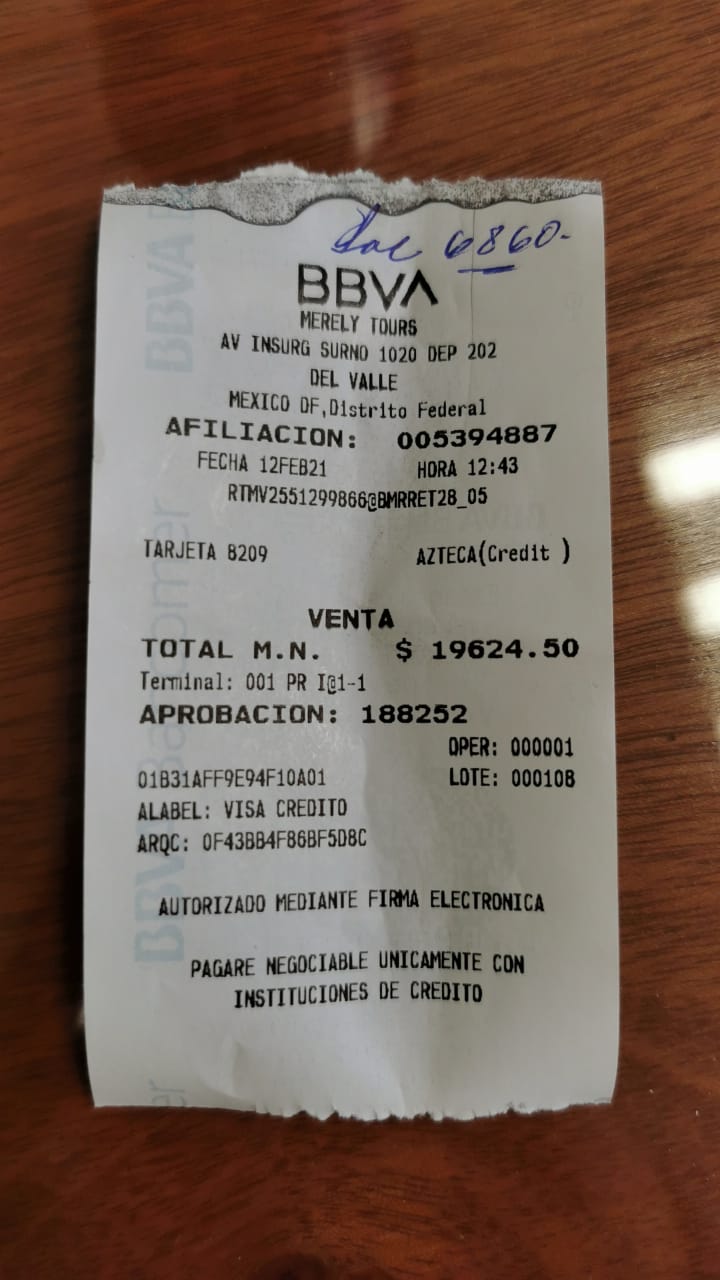 6860.-
BBVA
MERELY TOURS
AV INSURG SURNO 1020 DEP 202
DEL VALLE
MEXICO DF,Distrito Federal
AFILIACION: 005394887
FECHA 12FEB21 HORA 12:43
RTMV2551299866@BMRRET28_05
TARJETA 8209 AZTECA(Credit )
VENTA
TOTAL M.N. $ 19624.50
Terminal: 001 PR I@1-1
APROBACION: 188252
OPER: 000001
01B31AFF9E94F10A01 LOTE: 000108
ALABEL: VISA CREDITO
ARQC: 0F43BB4F86BF5D8C
AUTORIZADO MEDIANTE FIRMA ELECTRONICA
PAGARE NEGOCIABLE UNICAMENTE CON
INSTITUCIONES DE CREDITO